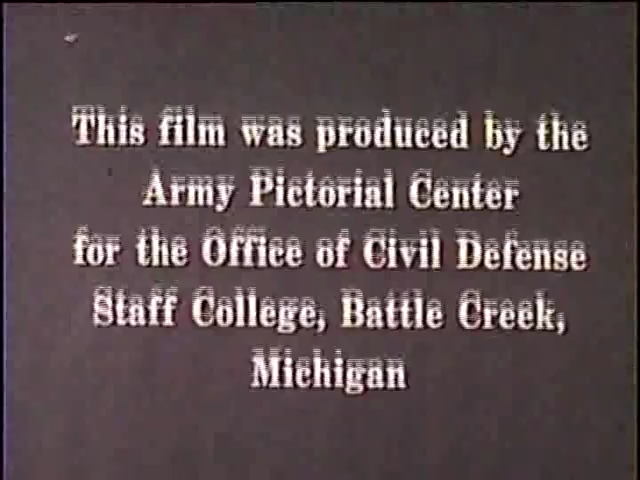 This film was produced by the
Army Pictorial Center
for the Office of Civil Defense
Staff College, Battle Creek,
Michigan